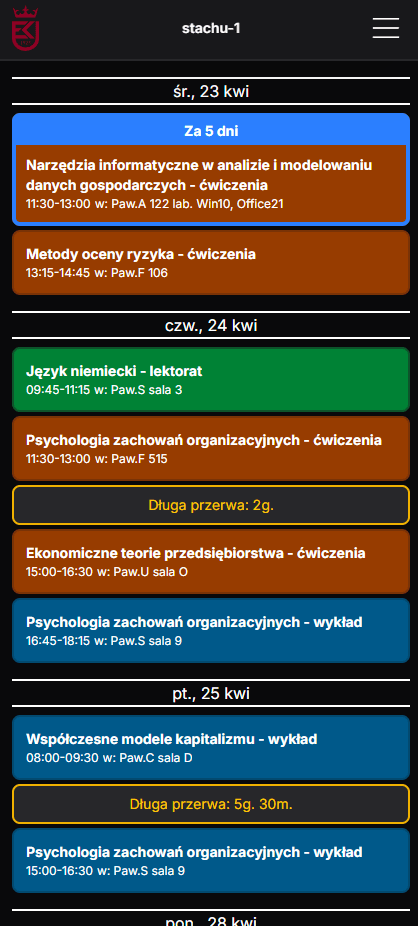 stachu-1
śr., 23 kwi
Za 5 dni
Narzędzia informatyczne w analizie i modelowaniu
danych gospodarczych - ćwiczenia
11:30-13:00 w: Paw.A 122 lab. Win10, Office21
Metody oceny ryzyka - ćwiczenia
13:15-14:45 w: Paw.F 106
czw., 24 kwi
Język niemiecki - lektorat
09:45-11:15 w: Paw.S sala 3
Psychologia zachowań organizacyjnych - ćwiczenia
11:30-13:00 w: Paw.F 515
Długa przerwa: 2g.
Ekonomiczne teorie przedsiębiorstwa - ćwiczenia
15:00-16:30 w: Paw.U sala O
Psychologia zachowań organizacyjnych - wykład
16:45-18:15 w: Paw.S sala 9
pt., 25 kwi
Współczesne modele kapitalizmu - wykład
08:00-09:30 w: Paw.C sala D
Długa przerwa: 5g. 30m.
Psychologia zachowań organizacyjnych - wykład
15:00-16:30 w: Paw.S sala 9
pon., 28 kwi